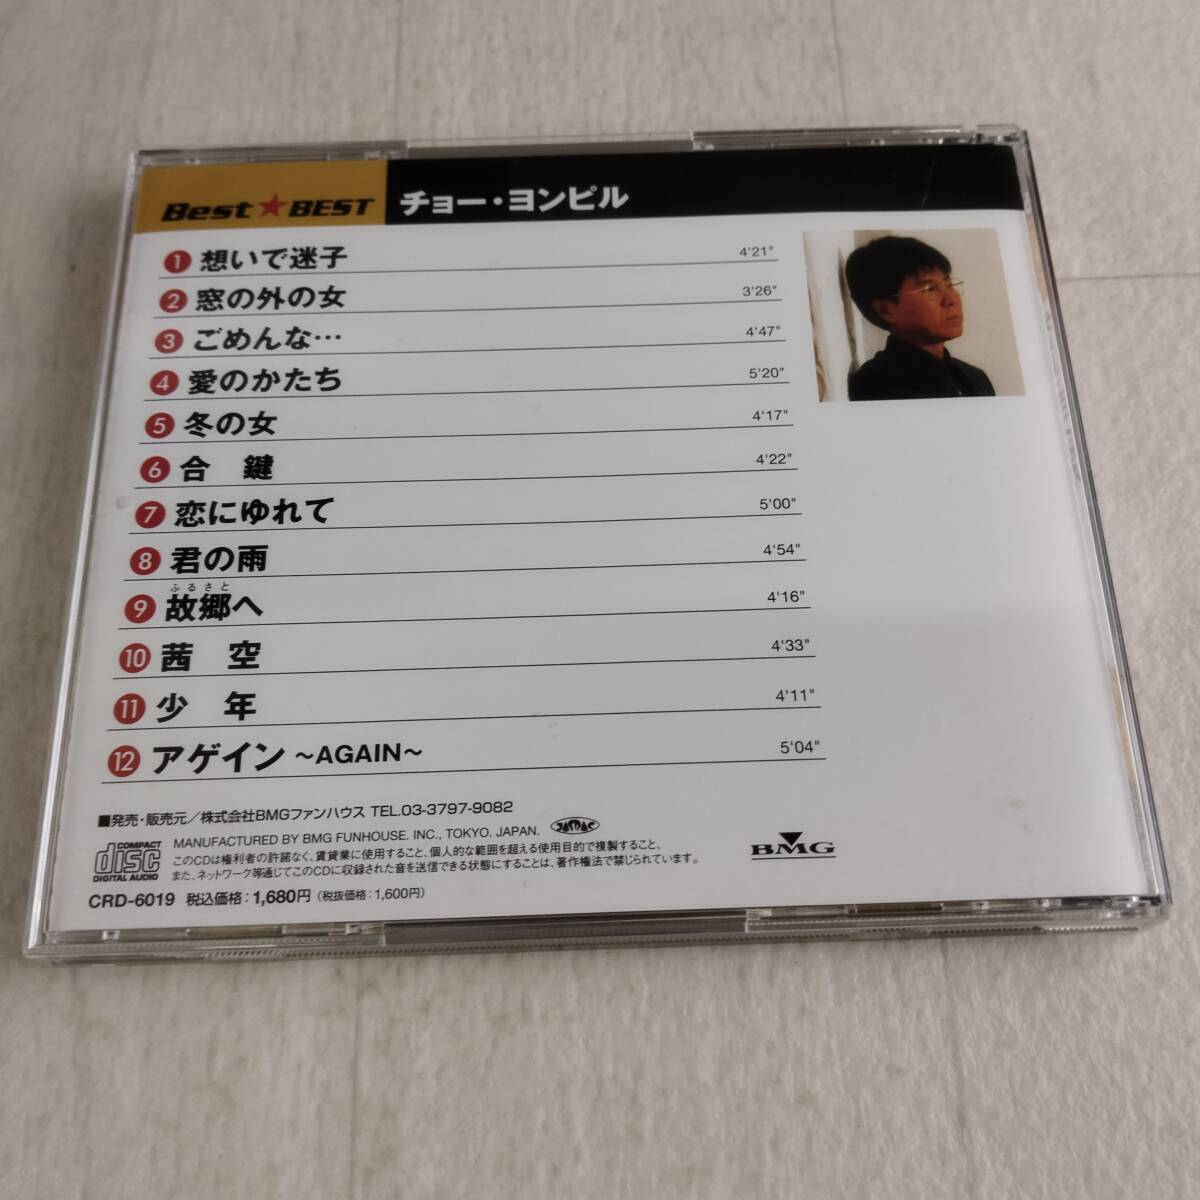 Best★BEST チョー・ヨンピル
1 想いで迷子 4'21"
2 窓の外の女 3'26"
3 ごめんな… 4'47"
4 愛のかたち 5'20"
5 冬の女 4'17"
6 合 鍵 4'22"
7 恋にゆれて 5'00"
8 君の雨 4'54"
ふるさと
9 故郷へ 4'16"
10 茜 空 4'33"
11 少 年 4'11"
12 アゲイン ～AGAIN～ 5'04"
■発売・販売元／株式会社BMGファンハウス TEL.03-3797-9082
MANUFACTURED BY BMG FUNHOUSE. INC., TOKYO. JAPAN. JASRAC
COMPACT
disc
DIGITAL AUDIO
このCDは権利者の許諾なく、賃貸業に使用すること、個人的な範囲を超える使用目的で複製すること、
また、ネットワーク等通じてこのCDに収録された音を送信できる状態にすることは、著作権法で禁じられています。
BMG
CRD-6019 税込価格：1,680円（税抜価格：1,600円）